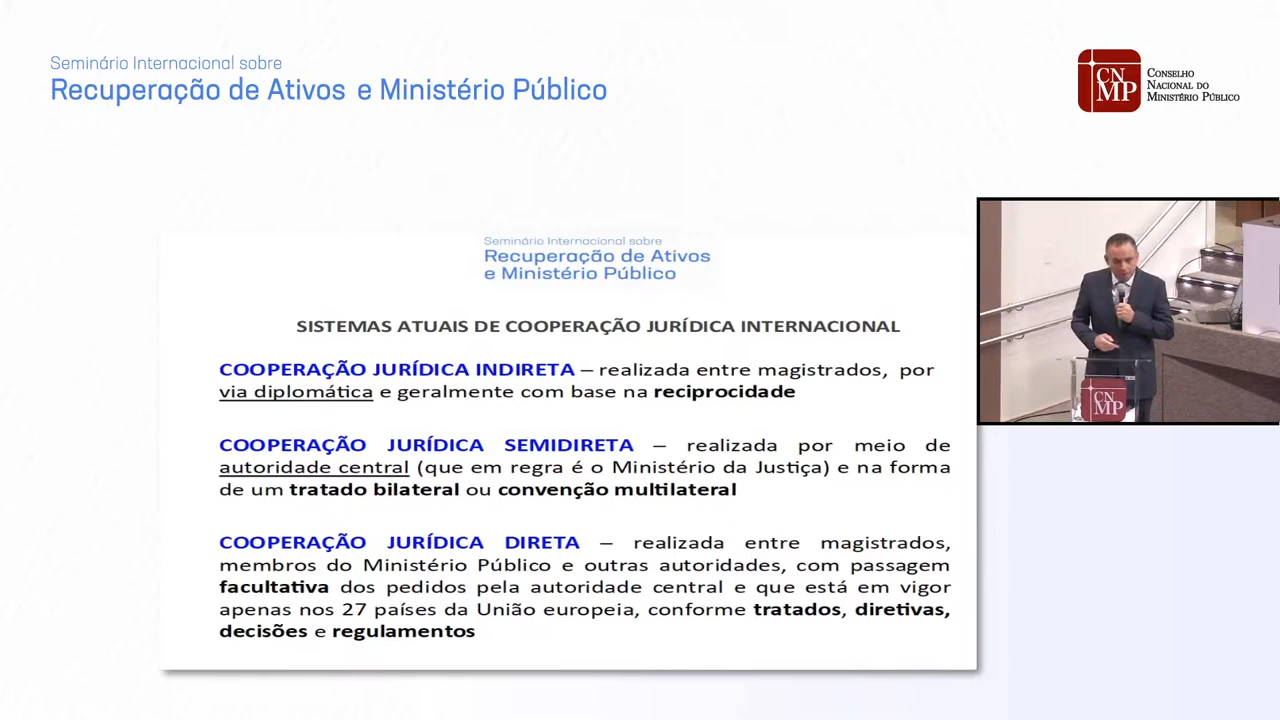 Seminário Internacional sobre
Recuperação de Ativos e Ministério Público
CN
MP
CONSELHO
NACIONAL DO
MINISTÉRIO PÚBLICO
Seminário Internacional sobre
Recuperação de Ativos
e Ministério Público
SISTEMAS ATUAIS DE COOPERAÇÃO JURÍDICA INTERNACIONAL
COOPERAÇÃO JURÍDICA INDIRETA – realizada entre magistrados, por
via diplomática e geralmente com base na reciprocidade
COOPERAÇÃO JURÍDICA SEMIDIRETA – realizada por meio de
autoridade central (que em regra é o Ministério da Justiça) e na forma
de um tratado bilateral ou convenção multilateral
COOPERAÇÃO JURÍDICA DIRETA – realizada entre magistrados,
membros do Ministério Público e outras autoridades, com passagem
facultativa dos pedidos pela autoridade central e que está em vigor
apenas nos 27 países da União europeia, conforme tratados, diretivas,
decisões e regulamentos
CN
MP